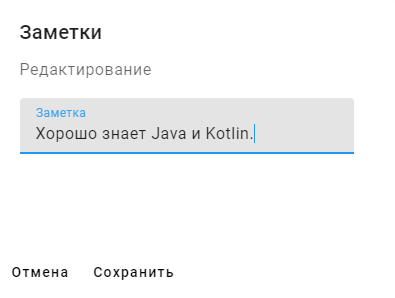 Заметки
Редактирование
Заметка
Хорошо знает Java и Kotlin.
Отмена Сохранить